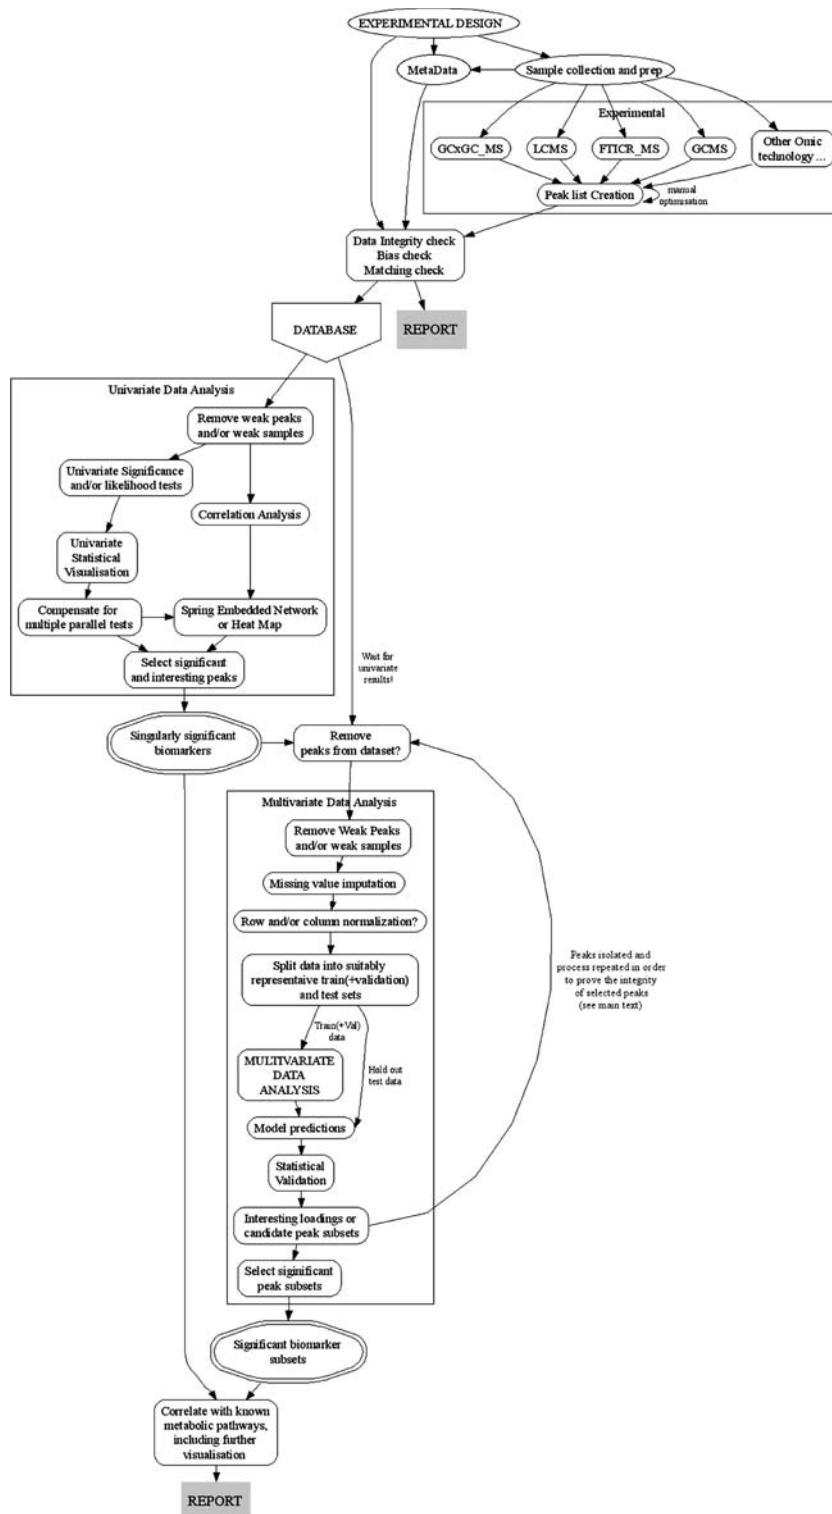 EXPERIMENTAL DESIGN
MetaData
Sample collection and prep
Experimental
GCxGC_MS
LCMS
FTICR_MS
GCMS
Other Omic
technology ...
Peak list Creation
manual
optimisation
Data Integrity check
Bias check
Matching check
DATABASE
REPORT
Univariate Data Analysis
Remove weak peaks
and/or weak samples
Univariate Significance
and/or likelihood tests
Correlation Analysis
Univariate
Statistical
Visualisation
Compensate for
multiple parallel tests
Spring Embedded Network
or Heat Map
Select significant
and interesting peaks
Wait for
univariate
results!
Singularly significant
biomarkers
Remove
peaks from dataset?
Multivariate Data Analysis
Remove Weak Peaks
and/or weak samples
Missing value imputation
Row and/or column normalization?
Split data into suitably
representaive train(+validation)
and test sets
Train(+Val)
data
Hold out
test data
MULTIVARIATE
DATA
ANALYSIS
Model predictions
Statistical
Validation
Interesting loadings or
candidate peak subsets
Select siginificant
peak subsets
Peaks isolated and
process repeated in order
to prove the integrity
of selected peaks
(see main text)
Significant biomarker
subsets
Correlate with known
metabolic pathways,
including further
visualisation
REPORT